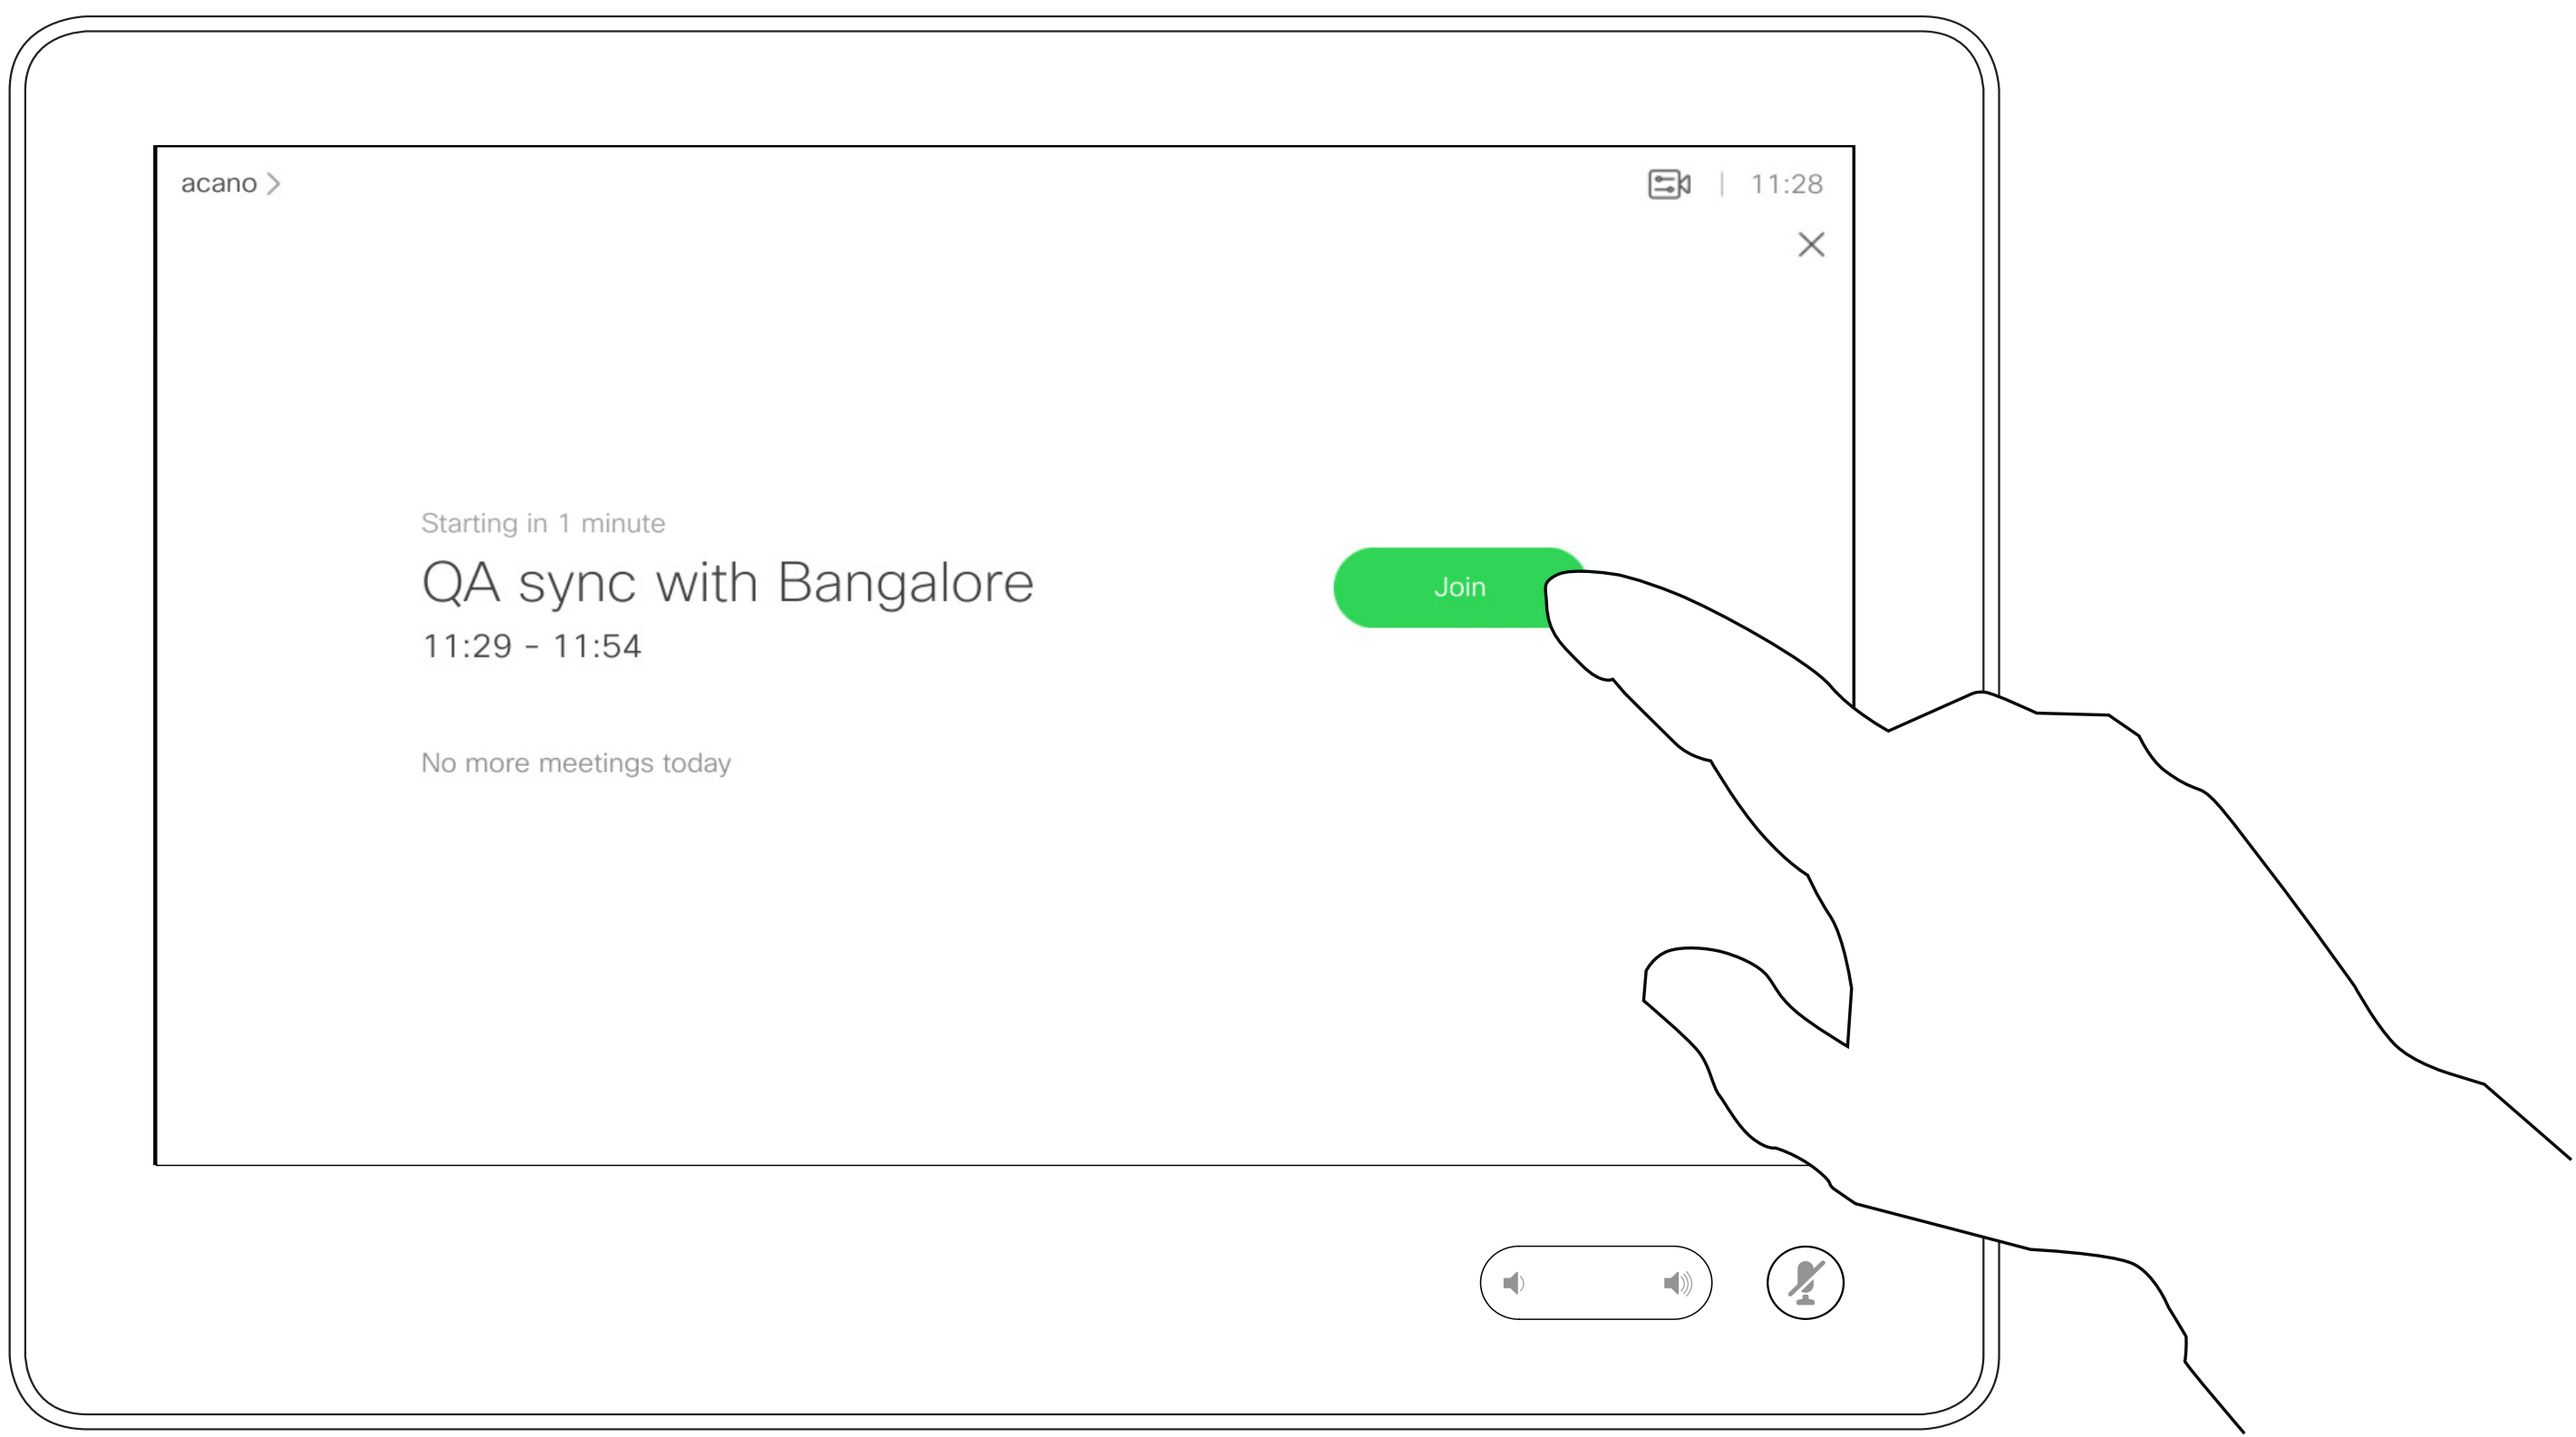 acano
11:28
Starting in 1 minute
QA sync with Bangalore
11:29 - 11:54
Join
No more meetings today